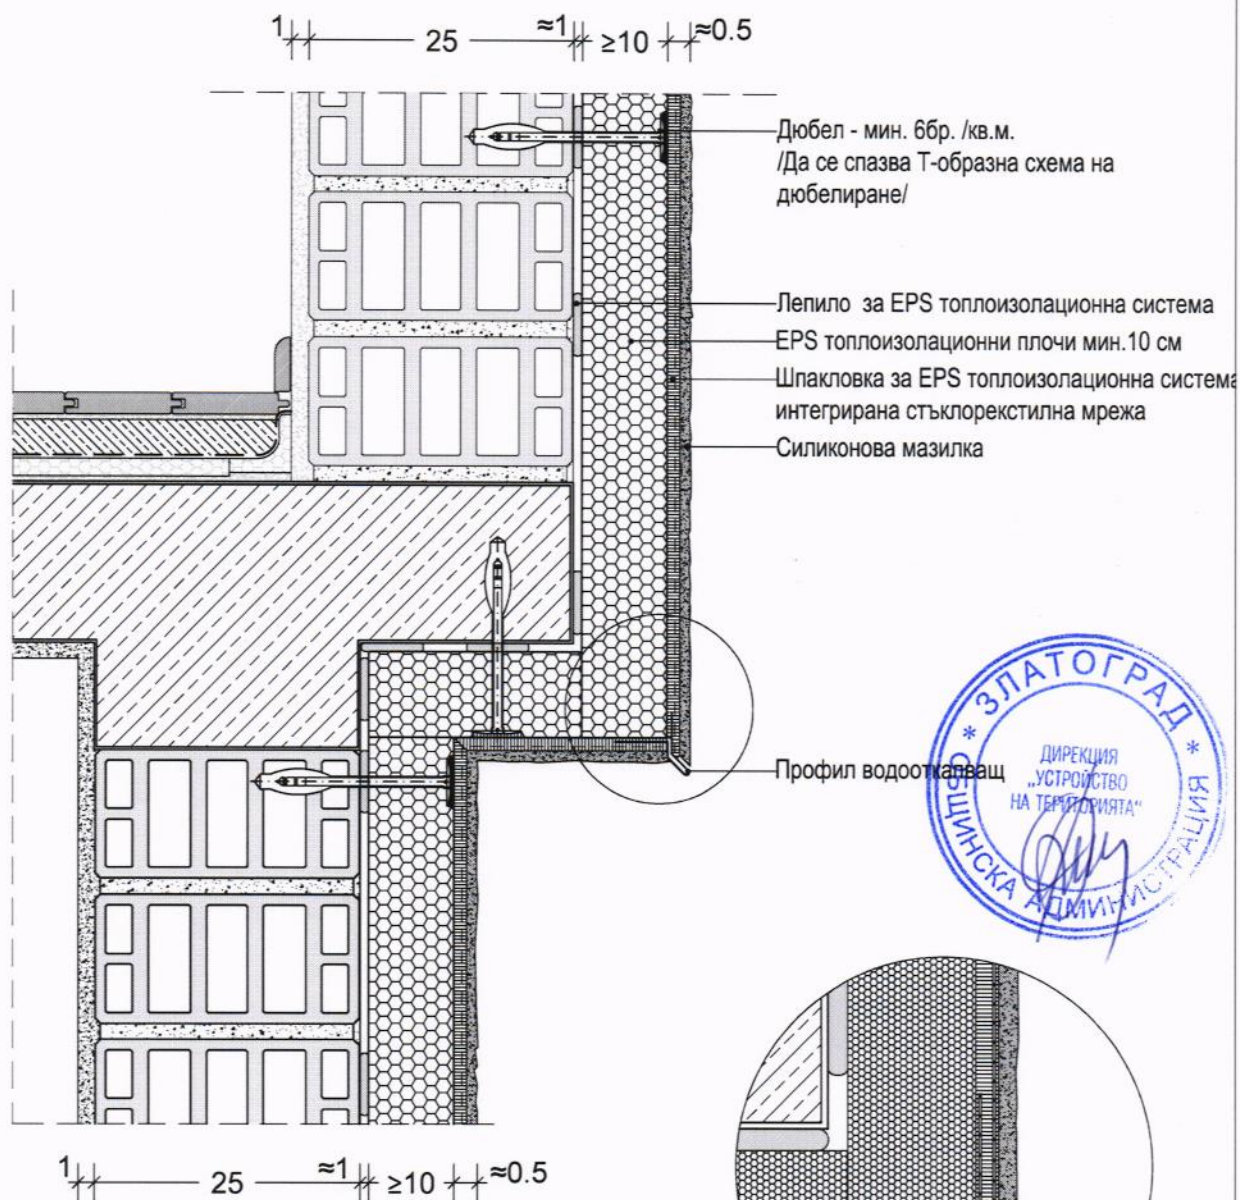 1 25 ≈1 ≥10 ≈0.5
Дюбел - мин. 6бр. /кв.м.
/Да се спазва Т-образна схема на
дюбелиране/
Лепило за EPS топлоизолационна система
EPS топлоизолационни плочи мин.10 см
Шпакловка за EPS топлоизолационна система
интегрирана стъклорекстилна мрежа
Силиконова мазилка
Профил водооткапващ
* ЗЛАТОГРАД *
ОБЩИНСКА АДМИНИСТРАЦИЯ
ДИРЕКЦИЯ
„УСТРОЙСТВО
НА ТЕРИТОРИЯТА“
1 25 ≈1 ≥10 ≈0.5